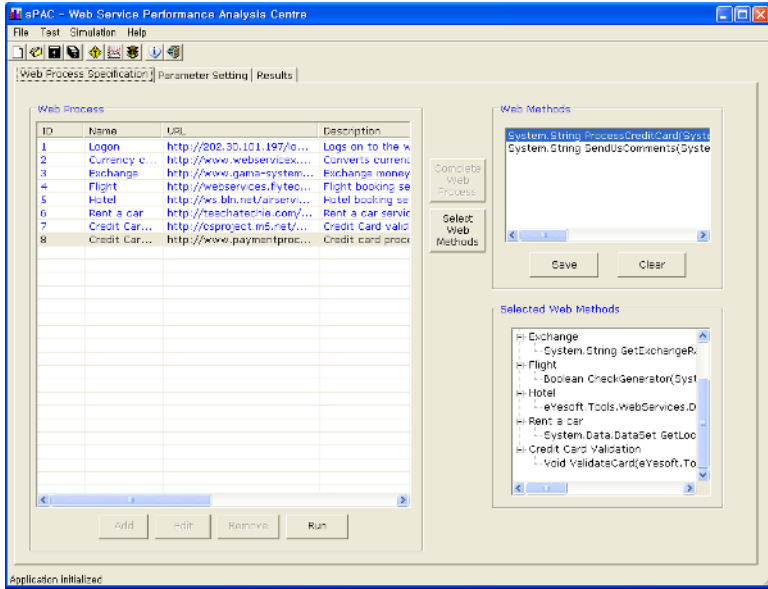 sPAC - Web Service Performance Analysis Centre
File Test Simulation Help
Web Process Specification Parameter Setting Results
Web Process
ID Name URL Description
1 Logon http://202.30.101.197/lo... Logs on to the w
2 Currency c... http://www.webservicex.... Converts currenc
3 Exchange http://www.gama-system... Exchange money
4 Flight http://webservices.flytec... Flight booking se
5 Hotel http://ws.bln.net/airservi... Hotel booking se
6 Rent a car http://teachatechie.com/... Rent a car servic
7 Credit Car... http://csproject.m6.net/... Credit Card valid
8 Credit Car... http://www.paymentproc... Credit card proce
Add Edit Remove Run
Complete
Web
Process
Select
Web
Methods
Web Methods
System.String ProcessCreditCard(Syste
System.String SendUsComments(Syste
Save Clear
Selected Web Methods
Exchange
System.String GetExchangeR
Flight
Boolean CheckGenerator(Syst
Hotel
eYesoft.Tools.WebServices.D
Rent a car
System.Data.DataSet GetLoc
Credit Card Validation
Void ValidateCard(eYesoft.To
Application initialized